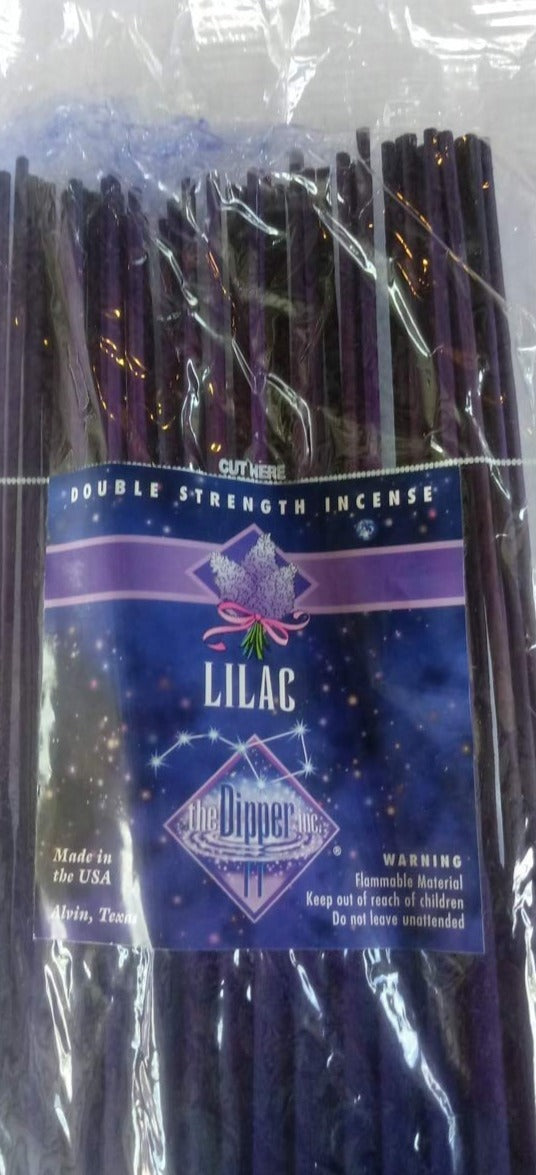 CUT HERE
DOUBLE STRENGTH INCENSE
LILAC
the Dipper inc.
®
Made in
the USA
Alvin, Texas
WARNING
Flammable Material
Keep out of reach of children
Do not leave unattended